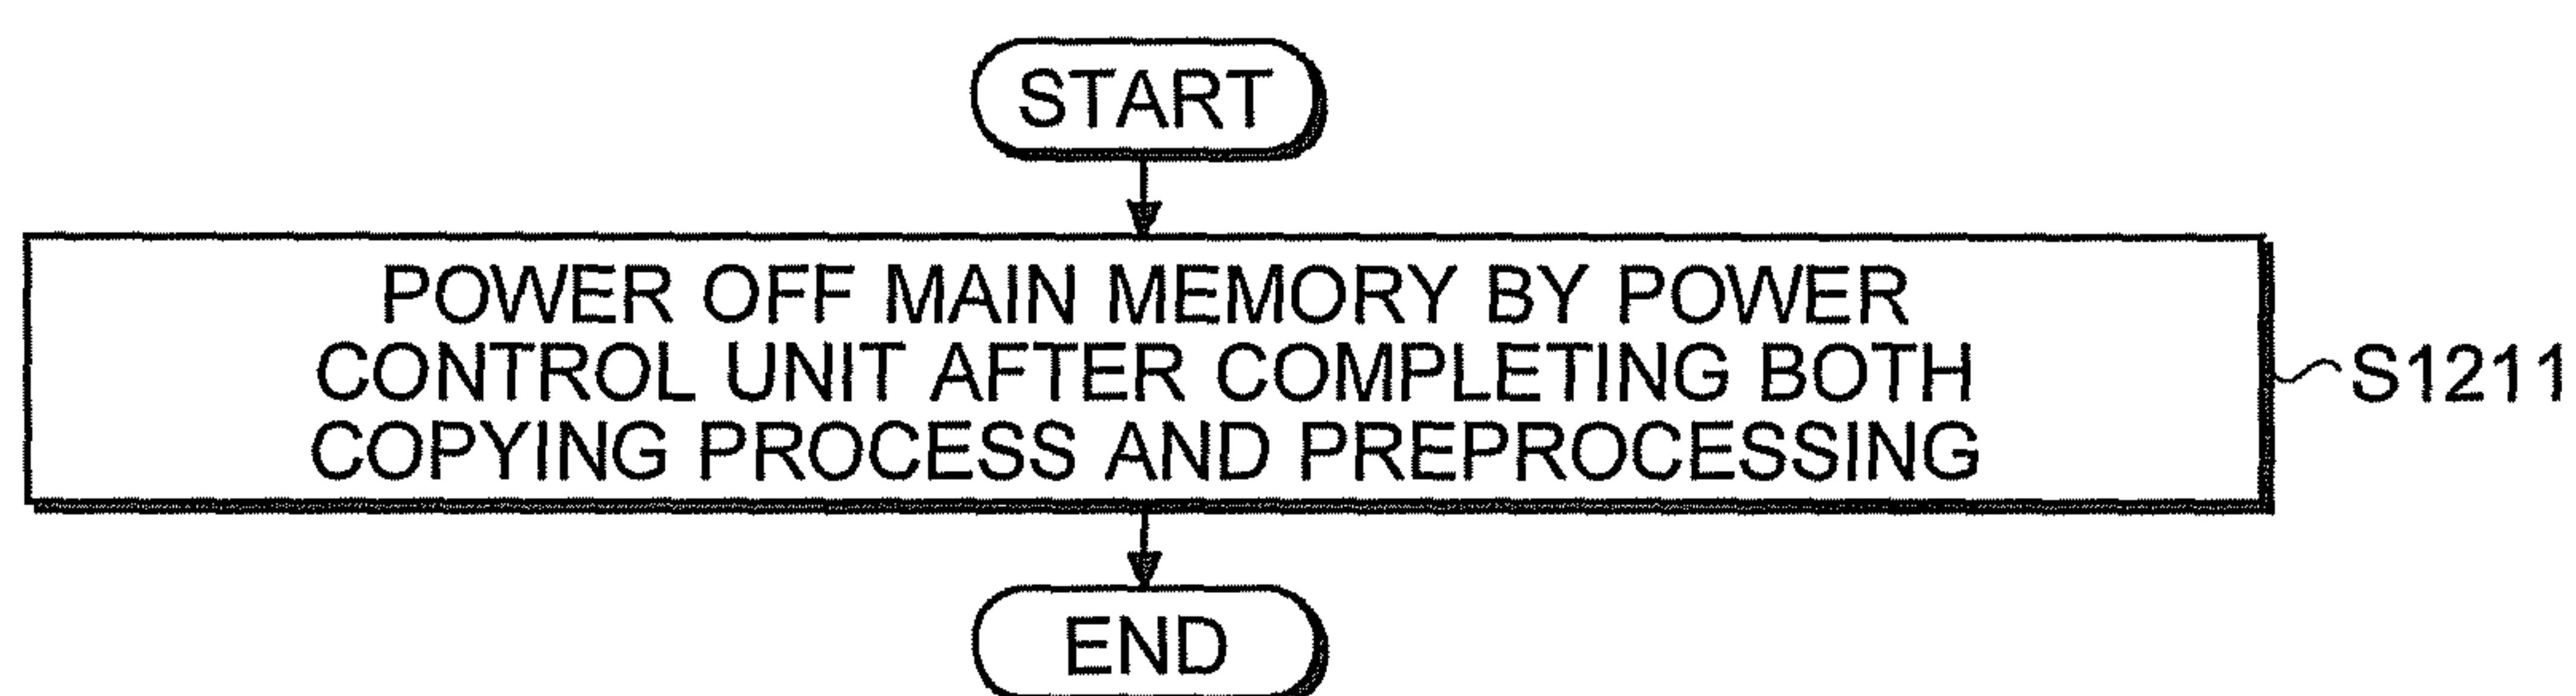 START
POWER OFF MAIN MEMORY BY POWER
CONTROL UNIT AFTER COMPLETING BOTH
COPYING PROCESS AND PREPROCESSING
S1211
END